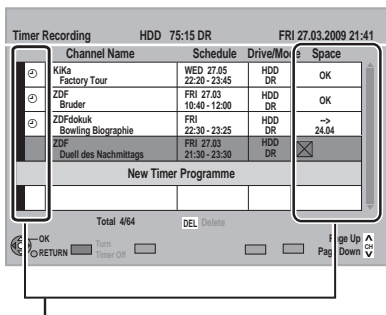 Timer Recording HDD 75:15 DR FRI 27.03.2009 21:41
Channel Name Schedule Drive/Mode Space
KiKa WED 27.05 HDD OK
Factory Tour 22:20 - 23:45 DR
ZDF FRI 27.03 HDD OK
Bruder 10:40 - 12:00 DR
ZDFdokuk FRI HDD -->
Bowling Biographie 22:30 - 23:25 DR 24.04
ZDF FRI 27.03 HDD
Duell des Nachmittags 21:30 - 23:30 DR
New Timer Programme
Total 4/64 DEL Delete
OK Turn Page Up CH
RETURN Timer Off Page Down